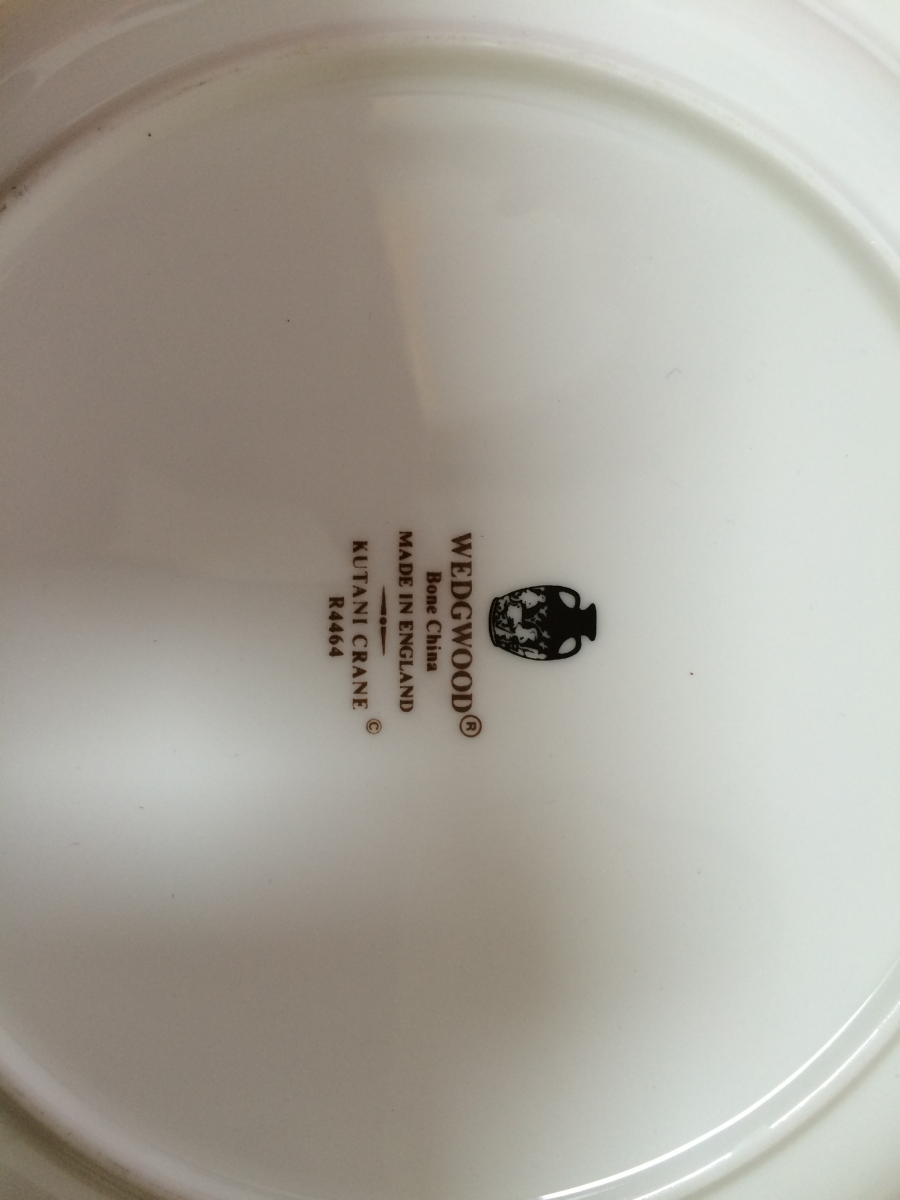 WEDGWOOD®
Bone China
MADE IN ENGLAND
KUTANI CRANE ©
R4464